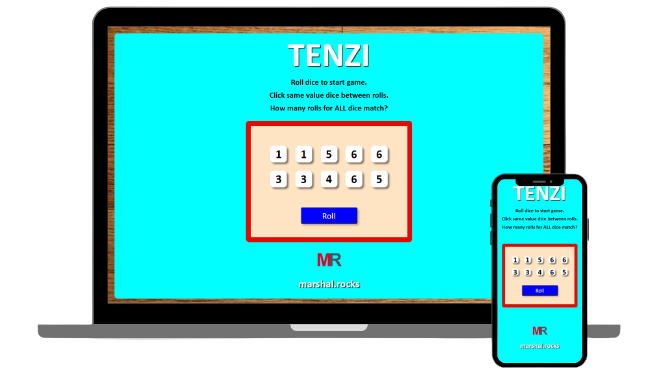 TENZI
Roll dice to start game.
Click same value dice between rolls.
How many rolls for ALL dice match?
1 1 5 6 6
3 3 4 6 5
Roll
MR
marshal.rocks
TENZI
Roll dice to start game.
Click same value dice between rolls.
How many rolls for ALL dice match?
1 1 5 6 6
3 3 4 6 5
Roll
MR
marshal.rocks